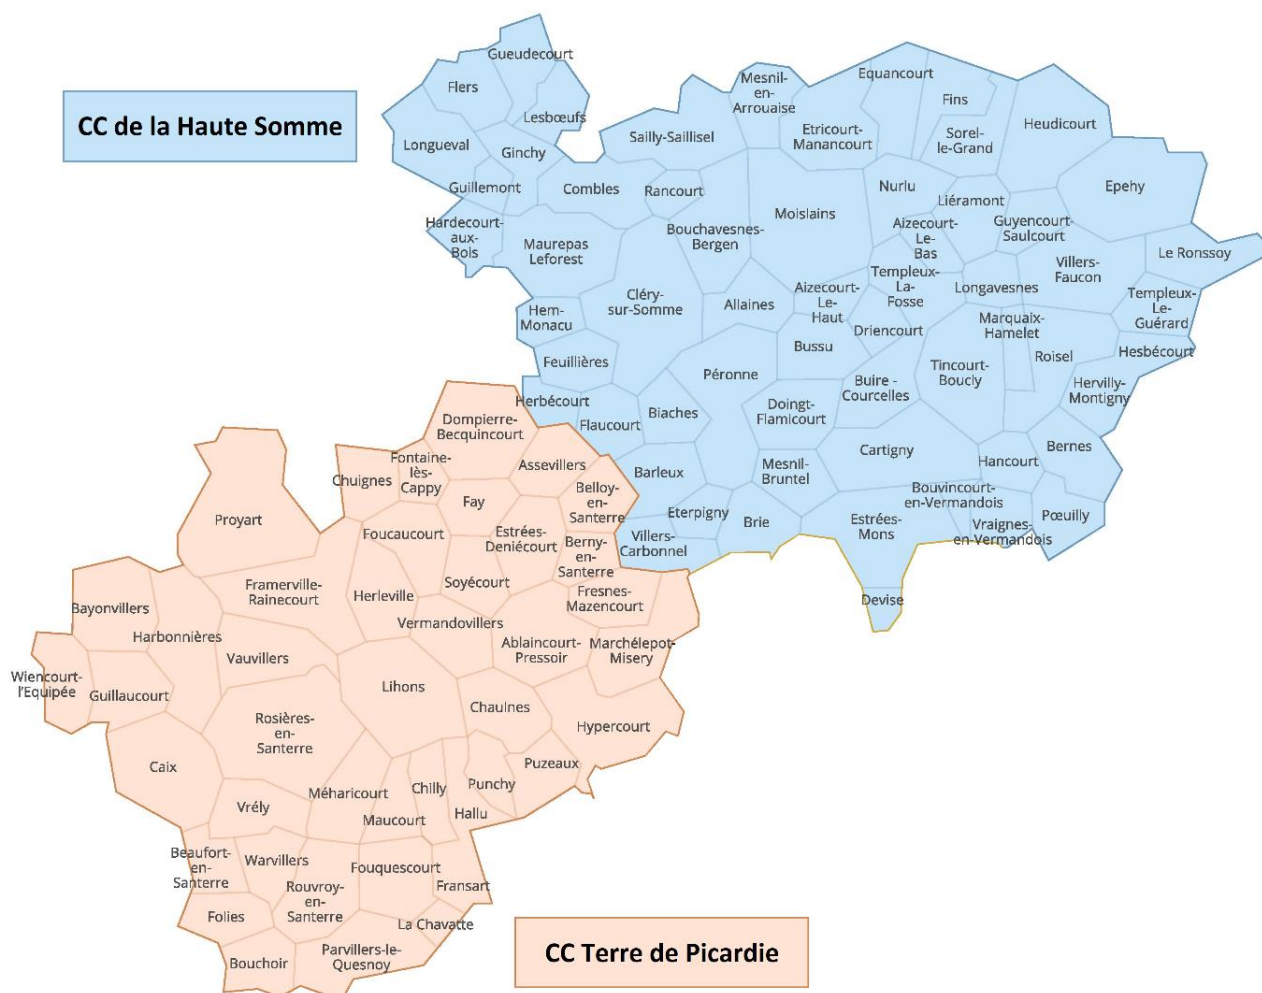 CC de la Haute Somme
Gueudecourt
Flers
Lesbœufs
Longueval
Ginchy
Guillemont
Hardecourt-
aux-
Bois
Combles
Sailly-Saillisel
Rancourt
Mesnil-
en-
Arrouaise
Equancourt
Etricourt-
Manancourt
Fins
Sorel-
le-Grand
Heudicourt
Epehy
Nurlu
Liéramont
Moislains
Bouchavesnes-
Bergen
Maurepas
Leforest
Aizecourt-
Le-
Bas
Guyencourt-
Saulcourt
Villers-
Faucon
Le Ronssoy
Templeux-
La-
Fosse
Longavesnes
Templeux-
Le-
Guérard
Cléry-
sur-Somme
Allaines
Aizecourt-
Le-
Haut
Hem-
Monacu
Driencourt
Marquaix-
Hamelet
Bussu
Roisel
Hesbécourt
Feuillières
Péronne
Tincourt-
Boucly
Hervilly-
Montigny
Buire -
Courcelles
Herbécourt
Flaucourt
Biaches
Doingt-
Flamicourt
Cartigny
Bernes
Hancourt
Barleux
Mesnil-
Bruntel
Bouvincourt-
en-Vermandois
Eterpigny
Brie
Estrées-
Mons
Vraignes-
en-Vermandois
Pœuilly
Villers-
Carbonnel
Devise
Dompierre-
Becquincourt
Fontaine-
lès-
Cappy
Chuignes
Assevillers
Fay
Belloy-
en-
Santerre
Proyart
Foucaucourt
Estrées-
Deniécourt
Berny-
en-
Santerre
Soyécourt
Framerville-
Rainecourt
Herleville
Fresnes-
Mazencourt
Bayonvillers
Harbonnières
Vermandovillers
Ablaincourt-
Pressoir
Marchélepot-
Misery
Vauvillers
Wiencourt-
l'Equipée
Guillaucourt
Lihons
Chaulnes
Hypercourt
Rosières-
en-
Santerre
Caix
Puzeaux
Punchy
Chilly
Méharicourt
Vrély
Maucourt
Hallu
Beaufort-
en-
Santerre
Warvillers
Rouvroy-
en-
Santerre
Fouquescourt
Fransart
Folies
La Chavatte
Parvillers-le-
Quesnoy
Bouchoir
CC Terre de Picardie